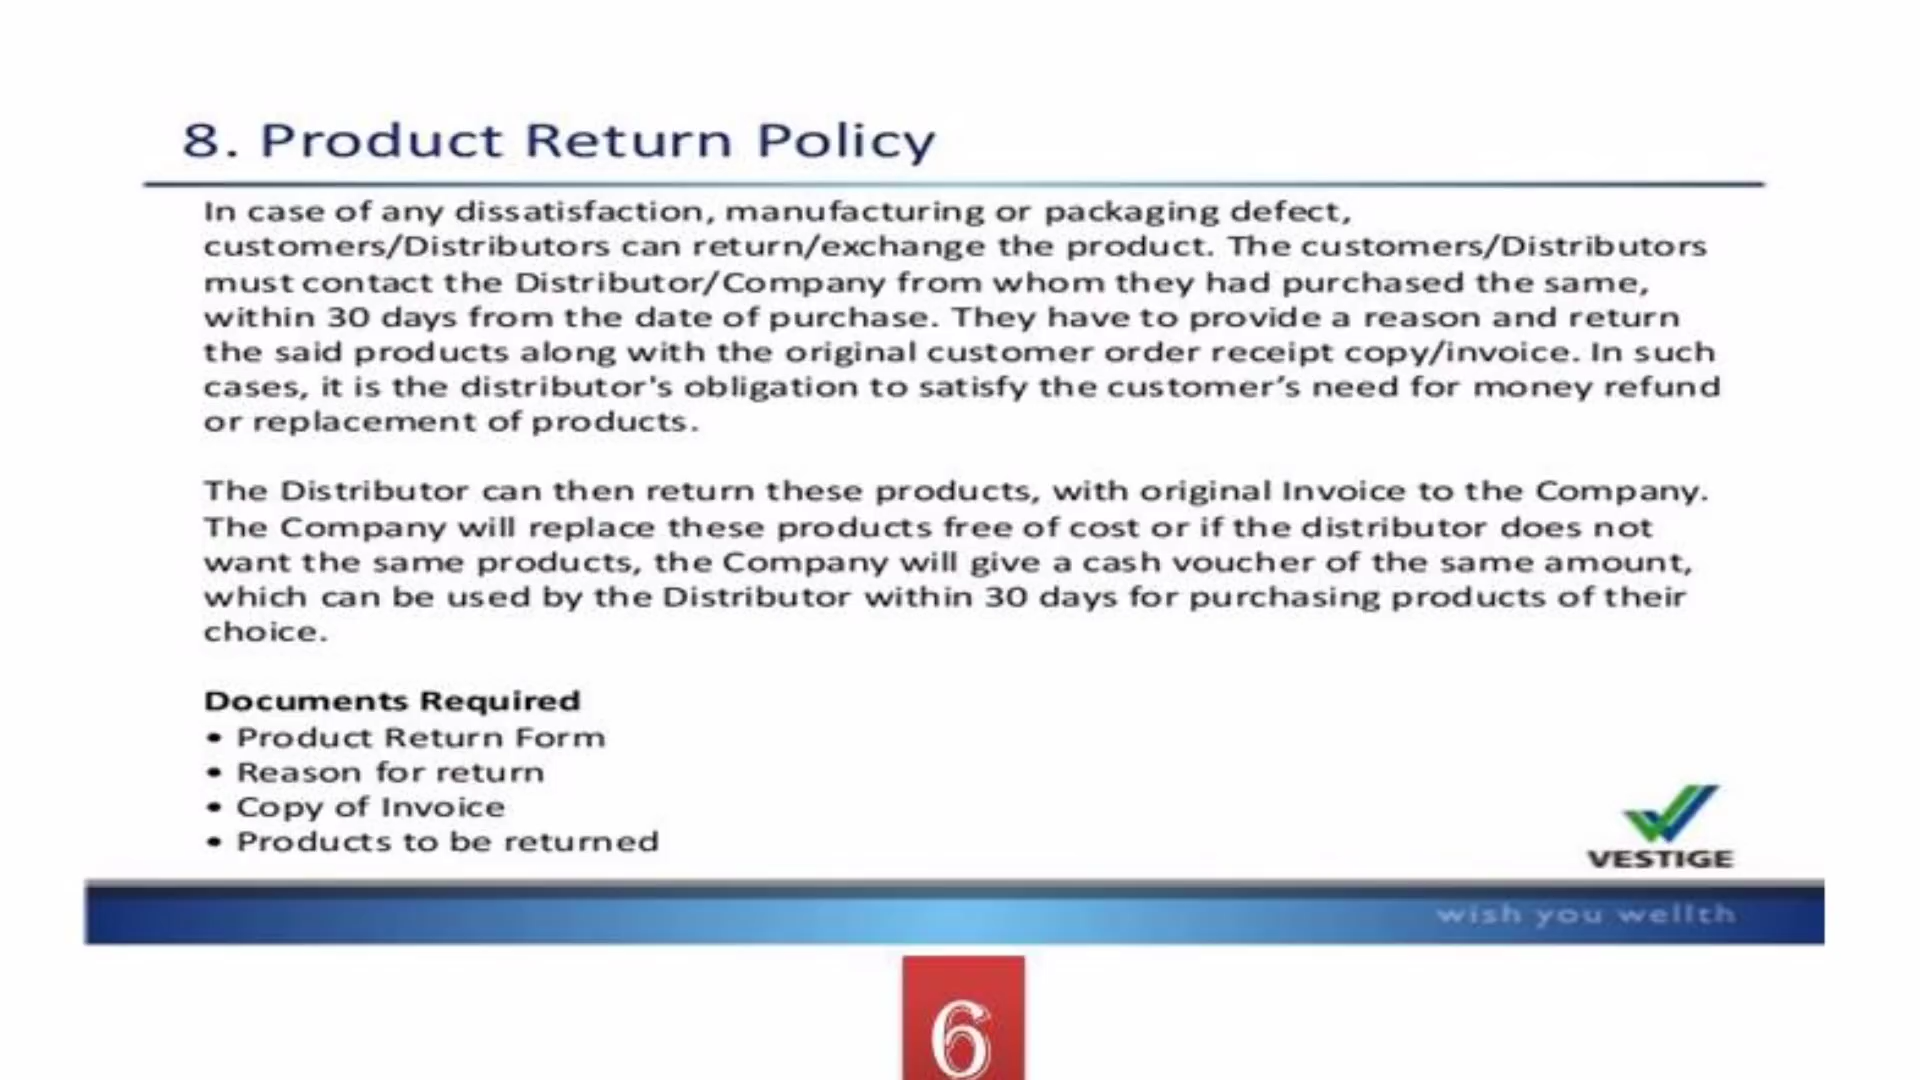 8. Product Return Policy
In case of any dissatisfaction, manufacturing or packaging defect,
customers/Distributors can return/exchange the product. The customers/Distributors
must contact the Distributor/Company from whom they had purchased the same,
within 30 days from the date of purchase. They have to provide a reason and return
the said products along with the original customer order receipt copy/invoice. In such
cases, it is the distributor's obligation to satisfy the customer’s need for money refund
or replacement of products.
The Distributor can then return these products, with original Invoice to the Company.
The Company will replace these products free of cost or if the distributor does not
want the same products, the Company will give a cash voucher of the same amount,
which can be used by the Distributor within 30 days for purchasing products of their
choice.
Documents Required
• Product Return Form
• Reason for return
• Copy of Invoice
• Products to be returned
VESTIGE
wish you wellth
6